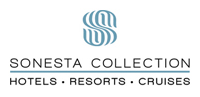 SONESTA COLLECTION
HOTELS • RESORTS • CRUISES